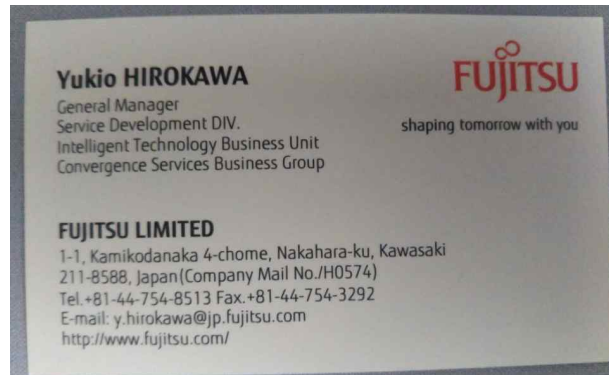 Yukio HIROKAWA
General Manager
Service Development DIV.
Intelligent Technology Business Unit
Convergence Services Business Group
FUJITSU
shaping tomorrow with you
FUJITSU LIMITED
1-1, Kamikodanaka 4-chome, Nakahara-ku, Kawasaki
211-8588, Japan(Company Mail No./H0574)
Tel.+81-44-754-8513 Fax.+81-44-754-3292
E-mail: y.hirokawa@jp.fujitsu.com
http://www.fujitsu.com/